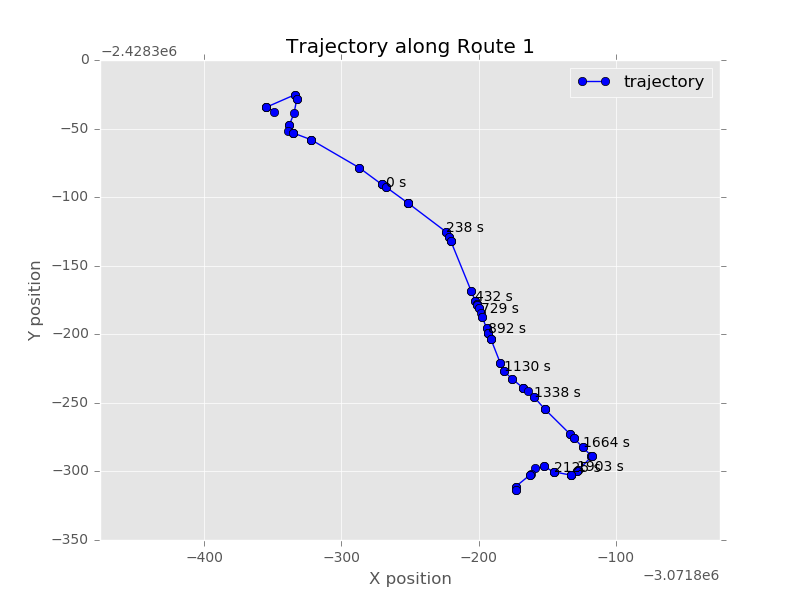 Trajectory along Route 1
−2.4283e6
trajectory
0
−50
−100
−150
−200
−250
−300
−350
Y position
0 s
238 s
432 s
729 s
892 s
1130 s
1338 s
1664 s
1903 s
−400
−300
−200
−100
X position
−3.0718e6